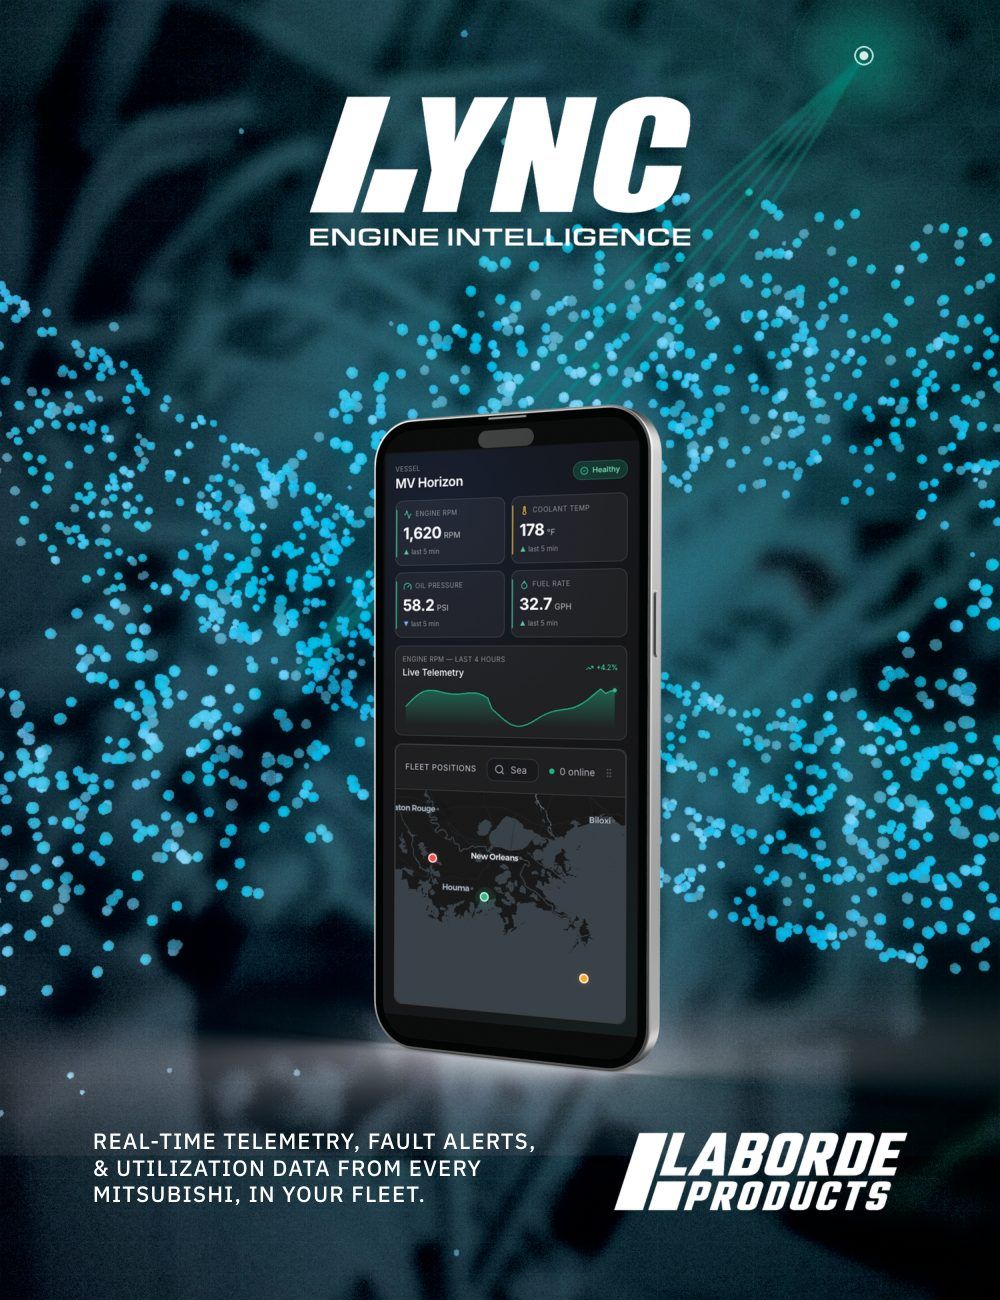 LYNC
ENGINE INTELLIGENCE
VESSEL
MV Horizon
Healthy
ENGINE RPM
1,620 RPM
▲ last 5 min
COOLANT TEMP
178 °F
▲ last 5 min
OIL PRESSURE
58.2 PSI
▼ last 5 min
FUEL RATE
32.7 GPH
▲ last 5 min
ENGINE RPM — LAST 4 HOURS
Live Telemetry
+4.2%
FLEET POSITIONS
Sea
0 online
aton Rouge
Biloxi
New Orleans
Houma
REAL-TIME TELEMETRY, FAULT ALERTS,
& UTILIZATION DATA FROM EVERY
MITSUBISHI, IN YOUR FLEET.
LABORDE
PRODUCTS